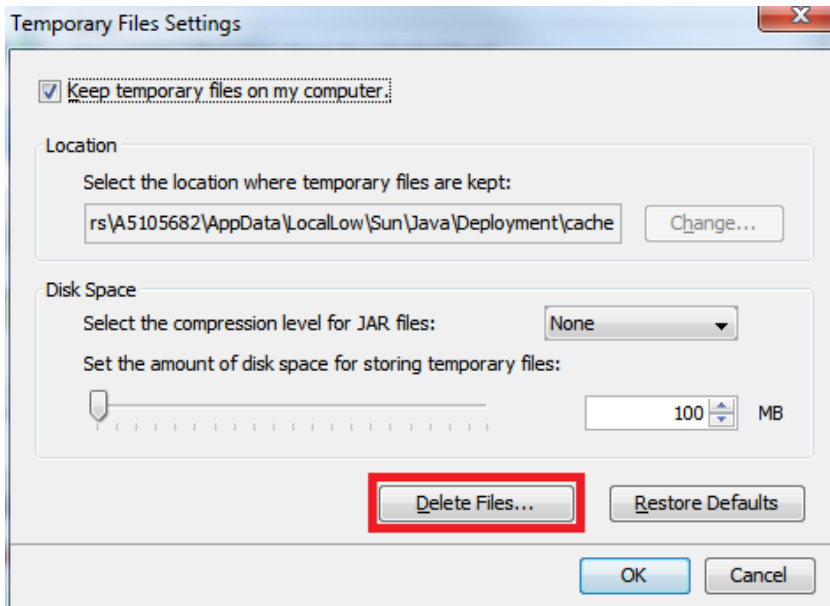 Temporary Files Settings
Keep temporary files on my computer.
Location
Select the location where temporary files are kept:
rs\A5105682\AppData\LocalLow\Sun\Java\Deployment\cache
Change...
Disk Space
Select the compression level for JAR files:
None
Set the amount of disk space for storing temporary files:
100
MB
Delete Files...
Restore Defaults
OK
Cancel